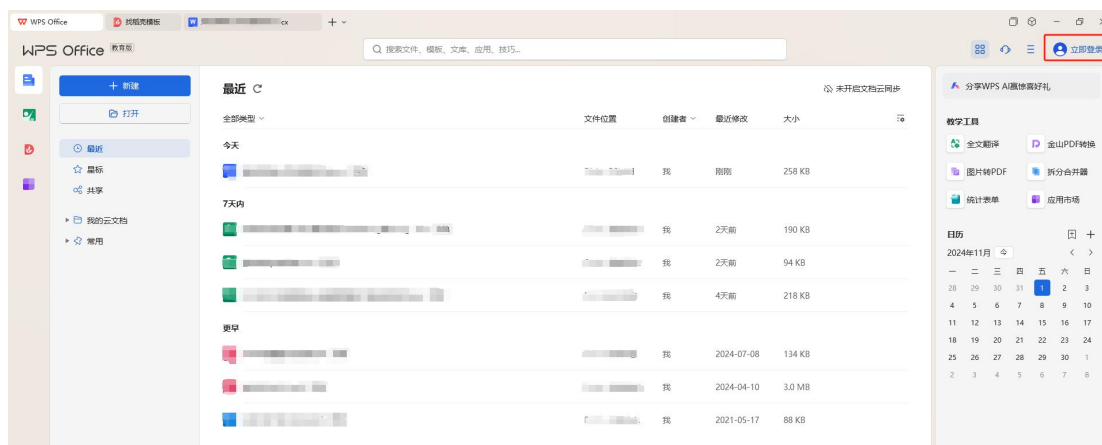 WPS Office 找稻壳模板 cx
WPS Office 教育版 搜索文件、模板、文库、应用、技巧... 立即登录
新建
打开
最近
星标
共享
我的云文档
常用
最近 未开启文档云同步
全部类型 文件位置 创建者 最近修改 大小
今天
我 刚刚 258 KB
7天内
我 2天前 190 KB
我 2天前 94 KB
我 4天前 218 KB
更早
我 2024-07-08 134 KB
我 2024-04-10 3.0 MB
我 2021-05-17 88 KB
分享WPS AI赢惊喜好礼
教学工具
全文翻译 金山PDF转换
图片转PDF 拆分合并器
统计表单 应用市场
日历
2024年11月 今
一 二 三 四 五 六 日
28 29 30 31 1 2 3
4 5 6 7 8 9 10
11 12 13 14 15 16 17
18 19 20 21 22 23 24
25 26 27 28 29 30 1
2 3 4 5 6 7 8